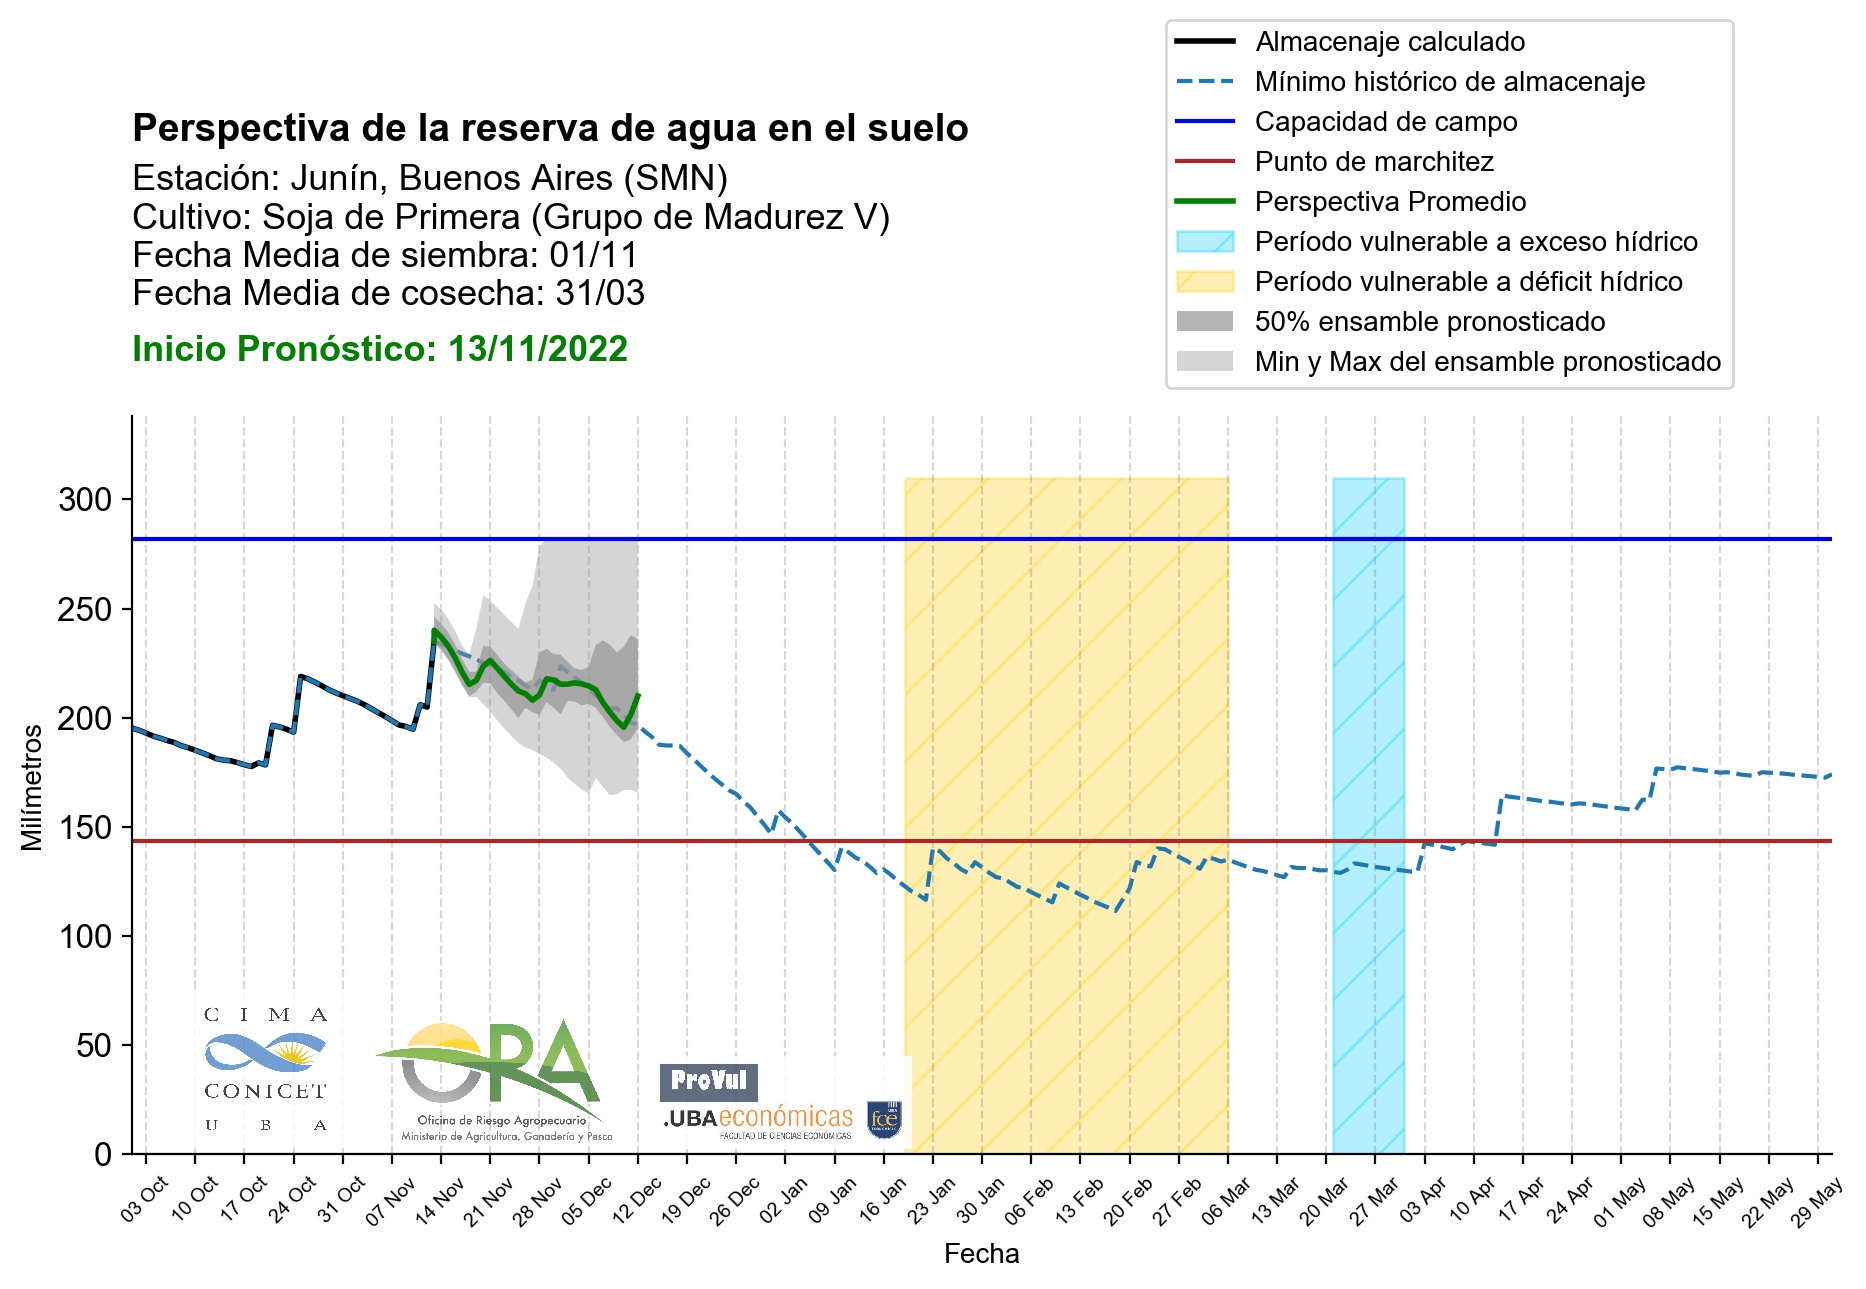 Almacenaje calculado
Mínimo histórico de almacenaje
Capacidad de campo
Punto de marchitez
Perspectiva Promedio
Período vulnerable a exceso hídrico
Período vulnerable a déficit hídrico
50% ensamble pronosticado
Min y Max del ensamble pronosticado
Perspectiva de la reserva de agua en el suelo
Estación: Junín, Buenos Aires (SMN)
Cultivo: Soja de Primera (Grupo de Madurez V)
Fecha Media de siembra: 01/11
Fecha Media de cosecha: 31/03
Inicio Pronóstico: 13/11/2022
Milímetros
300
250
200
150
100
50
0
CIMA
CONICET
UBA
ORA
Oficina de Riesgo Agropecuario
Ministerio de Agricultura, Ganadería y Pesca
ProVul
.UBAeconómicas
FACULTAD DE CIENCIAS ECONÓMICAS
UBA
fce
ECONÓMICAS
03 Oct
10 Oct
17 Oct
24 Oct
31 Oct
07 Nov
14 Nov
21 Nov
28 Nov
05 Dec
12 Dec
19 Dec
26 Dec
02 Jan
09 Jan
16 Jan
23 Jan
30 Jan
06 Feb
13 Feb
20 Feb
27 Feb
06 Mar
13 Mar
20 Mar
27 Mar
03 Apr
10 Apr
17 Apr
24 Apr
01 May
08 May
15 May
22 May
29 May
Fecha